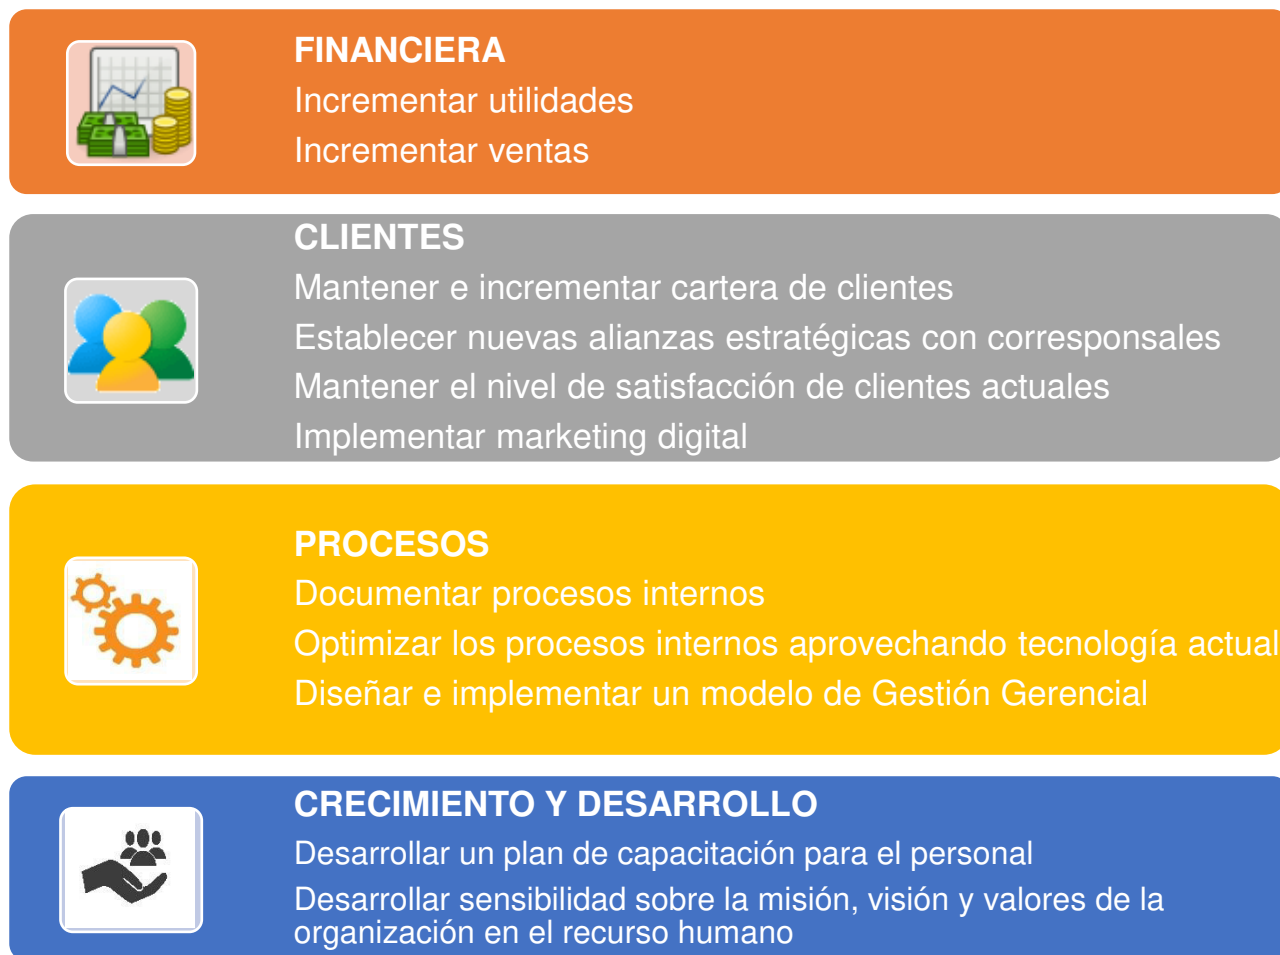 FINANCIERA
Incrementar utilidades
Incrementar ventas
CLIENTES
Mantener e incrementar cartera de clientes
Establecer nuevas alianzas estratégicas con corresponsales
Mantener el nivel de satisfacción de clientes actuales
Implementar marketing digital
PROCESOS
Documentar procesos internos
Optimizar los procesos internos aprovechando tecnología actual
Diseñar e implementar un modelo de Gestión Gerencial
CRECIMIENTO Y DESARROLLO
Desarrollar un plan de capacitación para el personal
Desarrollar sensibilidad sobre la misión, visión y valores de la
organización en el recurso humano